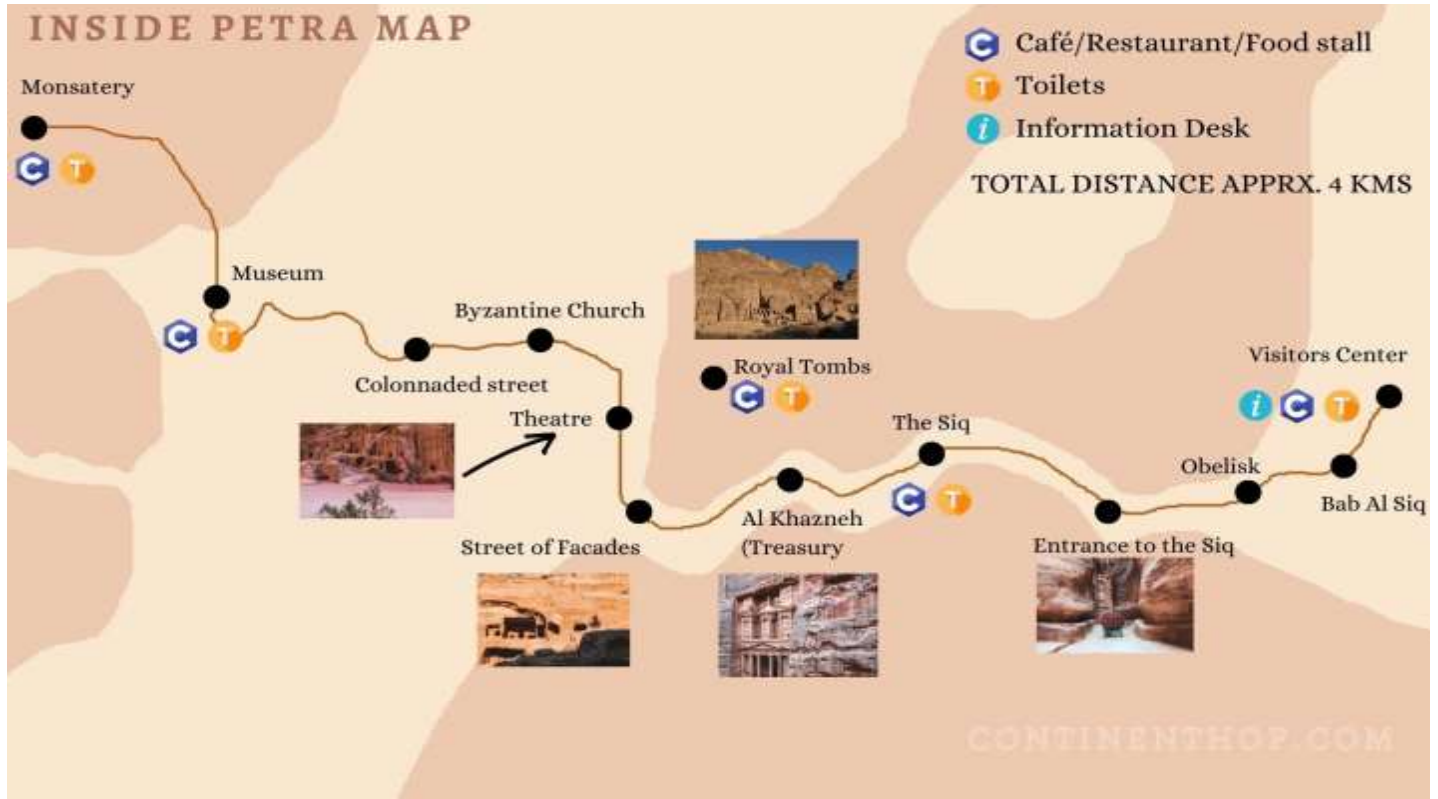 INSIDE PETRA MAP
C Café/Restaurant/Food stall
T Toilets
i Information Desk
TOTAL DISTANCE APPRX. 4 KMS
Monsatery
C T
Museum
C T
Byzantine Church
Colonnaded street
Theatre
Royal Tombs
C T
Visitors Center
i C T
The Siq
C T
Obelisk
Bab Al Siq
Street of Facades
Al Khazneh
(Treasury
Entrance to the Siq
CONTINENTHOP.COM